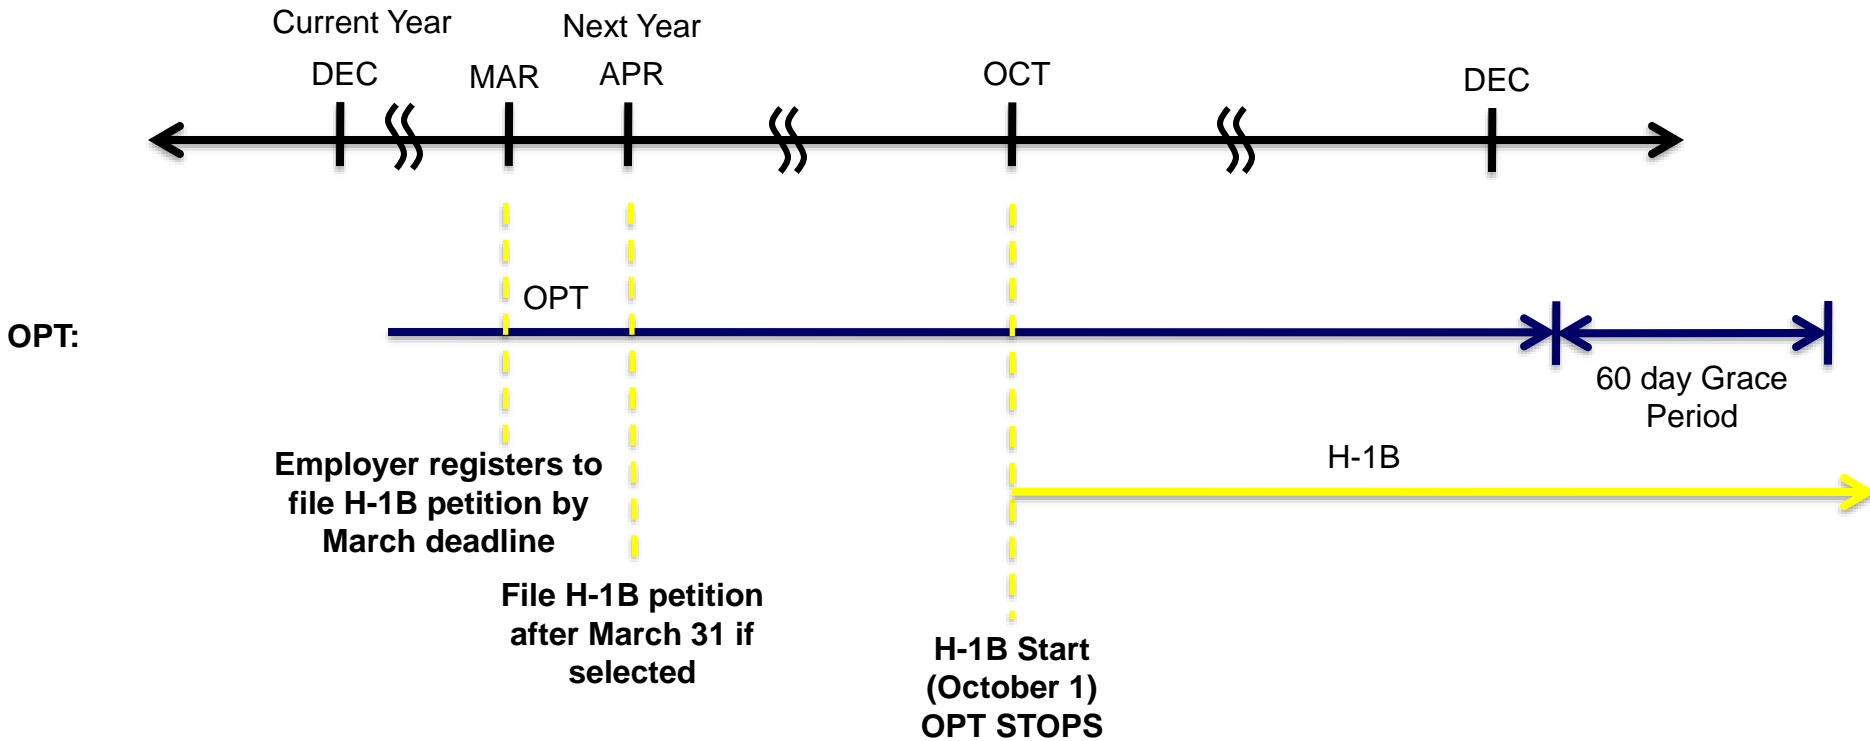 Current Year
Next Year
DEC
MAR
APR
OCT
DEC
OPT
OPT:
60 day Grace
Period
H-1B
Employer registers to
file H-1B petition by
March deadline
File H-1B petition
after March 31 if
selected
H-1B Start
(October 1)
OPT STOPS